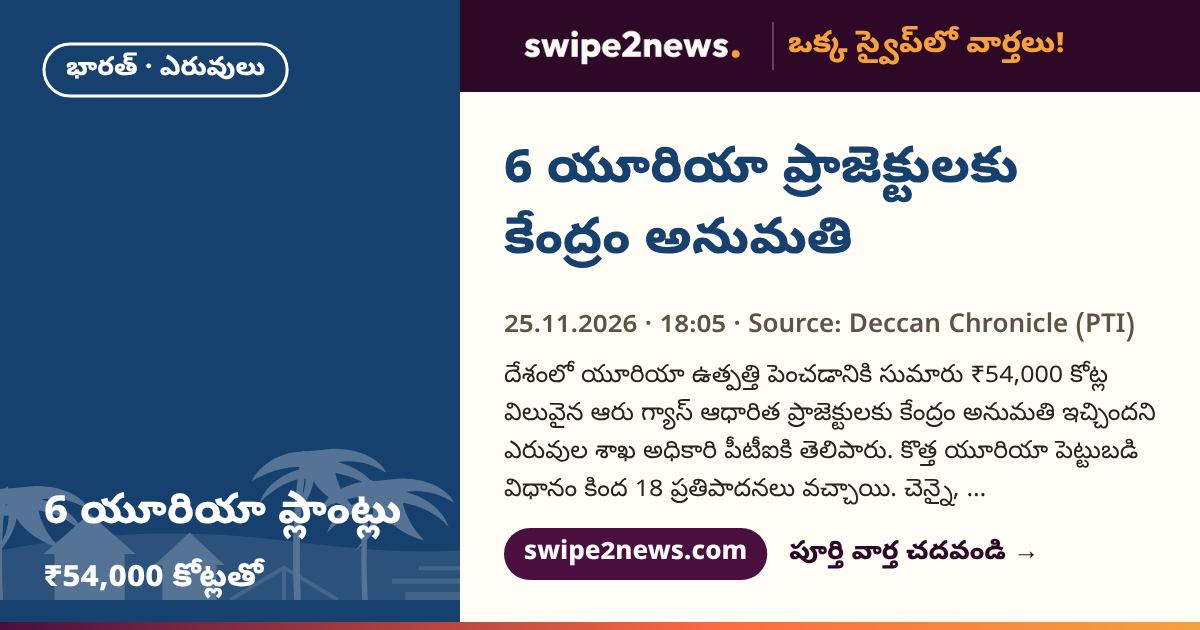 భారత్ · ఎరువులు
6 యూరియా ప్లాంట్లు
₹54,000 కోట్లతో
swipe2news.
ఒక్క స్వైప్‌లో వార్తలు!
6 యూరియా ప్రాజెక్టులకు
కేంద్రం అనుమతి
25.11.2026 · 18:05 · Source: Deccan Chronicle (PTI)
దేశంలో యూరియా ఉత్పత్తి పెంచడానికి సుమారు ₹54,000 కోట్ల
విలువైన ఆరు గ్యాస్ ఆధారిత ప్రాజెక్టులకు కేంద్రం అనుమతి ఇచ్చిందని
ఎరువుల శాఖ అధికారి పీటీఐకి తెలిపారు. కొత్త యూరియా పెట్టుబడి
విధానం కింద 18 ప్రతిపాదనలు వచ్చాయి. చెన్నై, ...
swipe2news.com
పూర్తి వార్త చదవండి →